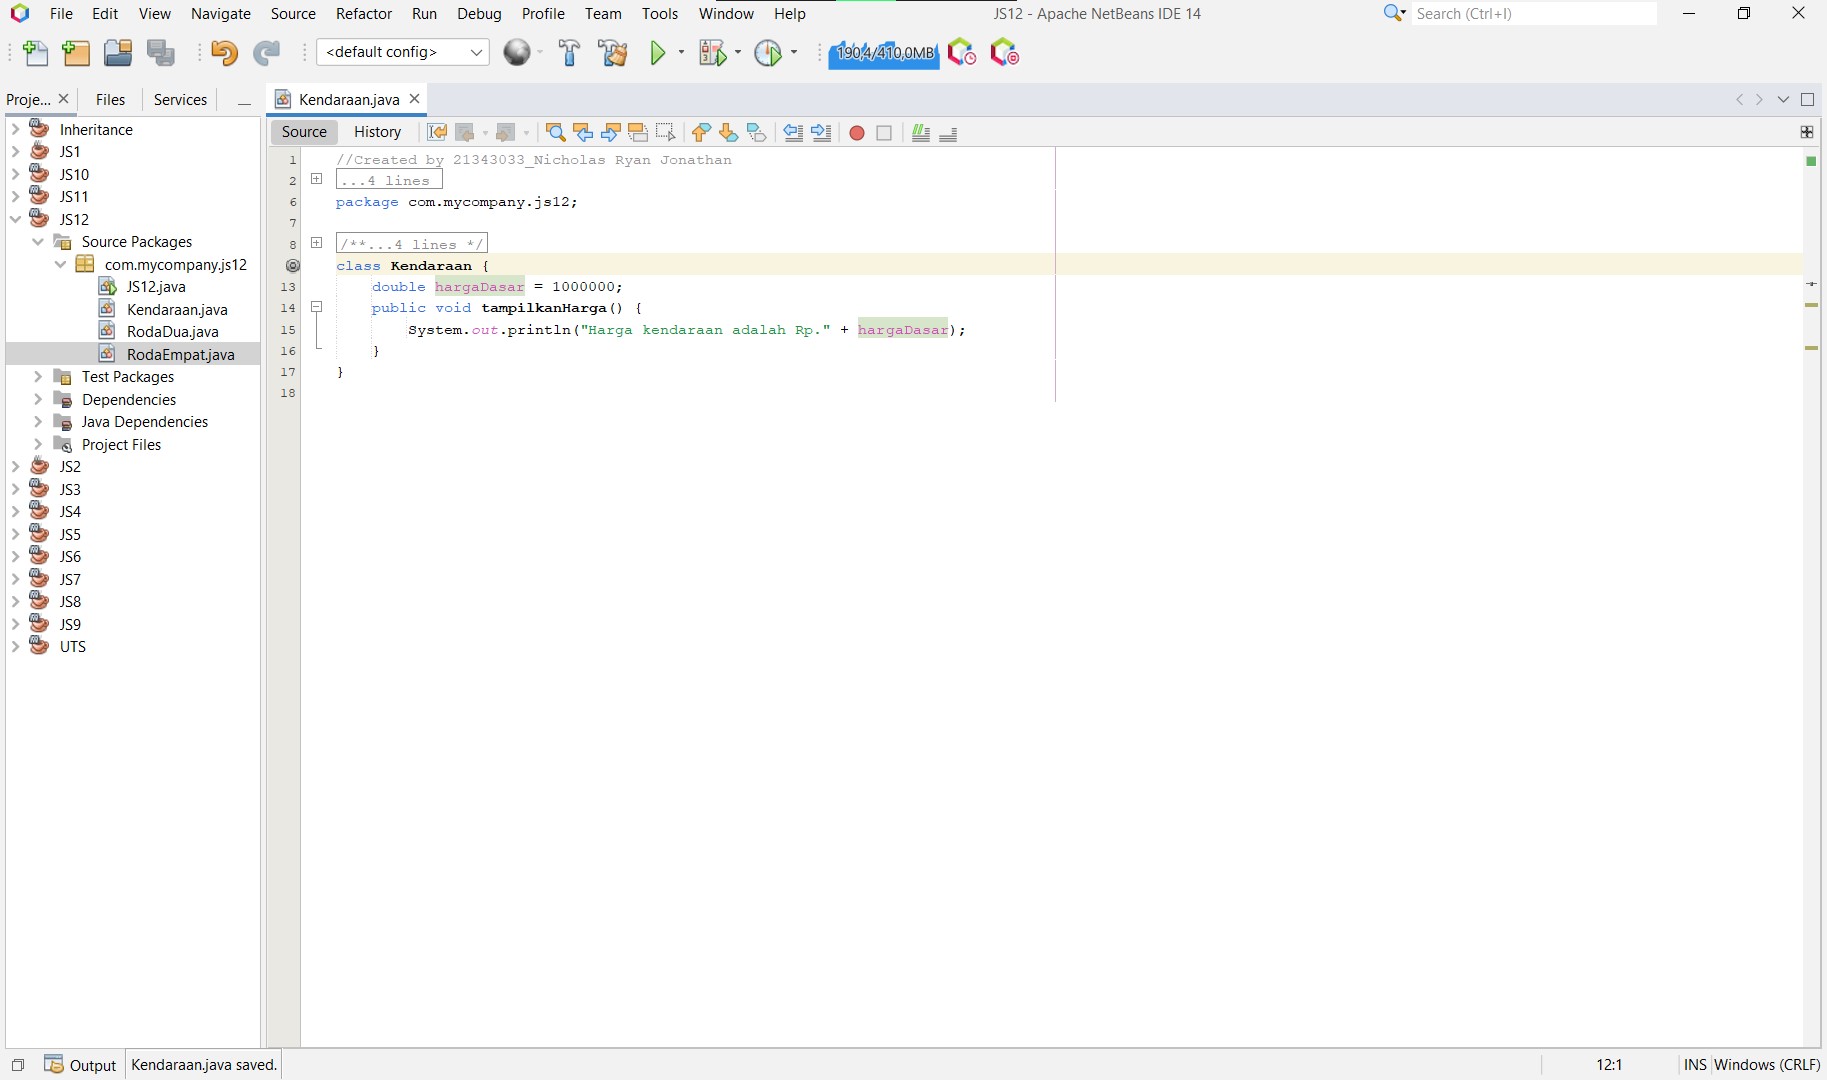 File Edit View Navigate Source Refactor Run Debug Profile Team Tools Window Help JS12 - Apache NetBeans IDE 14 Search (Ctrl+I)
<default config> 190,4/410,0MB
Proje... Files Services Kendaraan.java
Source History
Inheritance
JS1
JS10
JS11
JS12
Source Packages
com.mycompany.js12
JS12.java
Kendaraan.java
RodaDua.java
RodaEmpat.java
Test Packages
Dependencies
Java Dependencies
Project Files
JS2
JS3
JS4
JS5
JS6
JS7
JS8
JS9
UTS
1 //Created by 21343033_Nicholas Ryan Jonathan
2 ...4 lines
6 package com.mycompany.js12;
7
8 /**...4 lines */
class Kendaraan {
13 double hargaDasar = 1000000;
14 public void tampilkanHarga() {
15 System.out.println("Harga kendaraan adalah Rp." + hargaDasar);
16 }
17 }
18
Output Kendaraan.java saved. 12:1 INS Windows (CRLF)